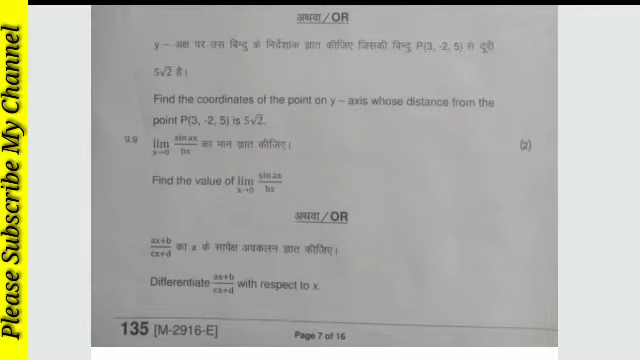 अथवा/OR
y – अक्ष पर उस बिन्दु के निर्देशांक ज्ञात कीजिए जिसकी बिन्दु P(3, -2, 5) से दूरी
5√2 है।
Find the coordinates of the point on y – axis whose distance from the
point P(3, -2, 5) is 5√2.
प्र.9 lim x→0 sin ax/bx का मान ज्ञात कीजिए। (2)
Find the value of lim x→0 sin ax/bx
अथवा/OR
ax+b/cx+d का x के सापेक्ष अवकलन ज्ञात कीजिए।
Differentiate ax+b/cx+d with respect to x.
135 [M-2916-E]
Page 7 of 16
Please Subscribe My Channel